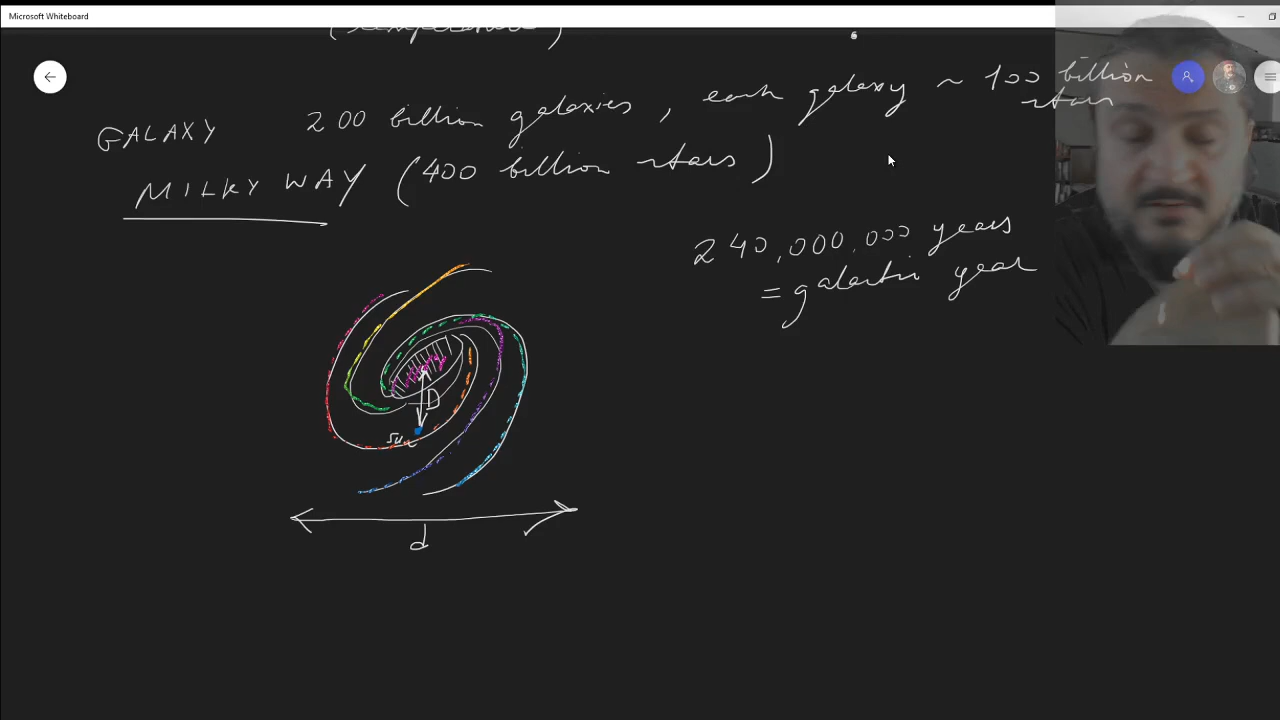 Microsoft Whiteboard
(temperature)
GALAXY 200 billion galaxies, each galaxy ~ 100 billion stars
MILKY WAY (400 billion stars)
240,000,000 years
= galactic year
D
Sun
d